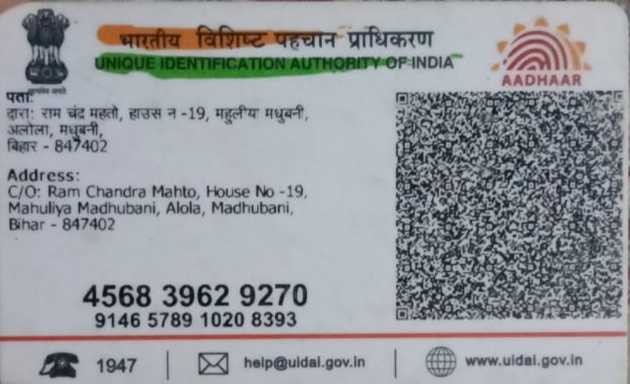 भारतीय विशिष्ट पहचान प्राधिकरण
UNIQUE IDENTIFICATION AUTHORITY OF INDIA
AADHAAR
पता:
द्वारा: राम चंद्र महतो, हाउस न -19, महुलीय मधुबनी,
अलोला, मधुबनी,
बिहार - 847402
Address:
C/O: Ram Chandra Mahto, House No -19,
Mahuliya Madhubani, Alola, Madhubani,
Bihar - 847402
4568 3962 9270
9146 5789 1020 8393
1947
help@uidai.gov.in
www.uidai.gov.in